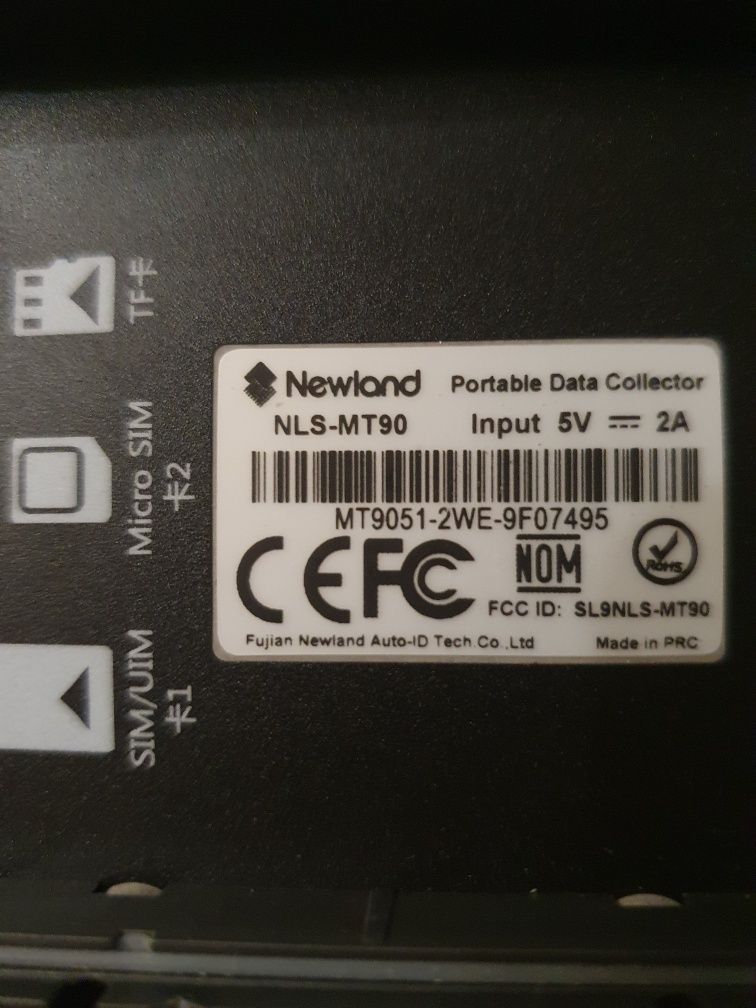 TF卡
Micro SIM
卡2
SIM/UIM
卡1
Newland Portable Data Collector
NLS-MT90 Input 5V ⎓ 2A
MT9051-2WE-9F07495
CE FC NOM RoHS
FCC ID: SL9NLS-MT90
Fujian Newland Auto-ID Tech.Co.,Ltd Made in PRC